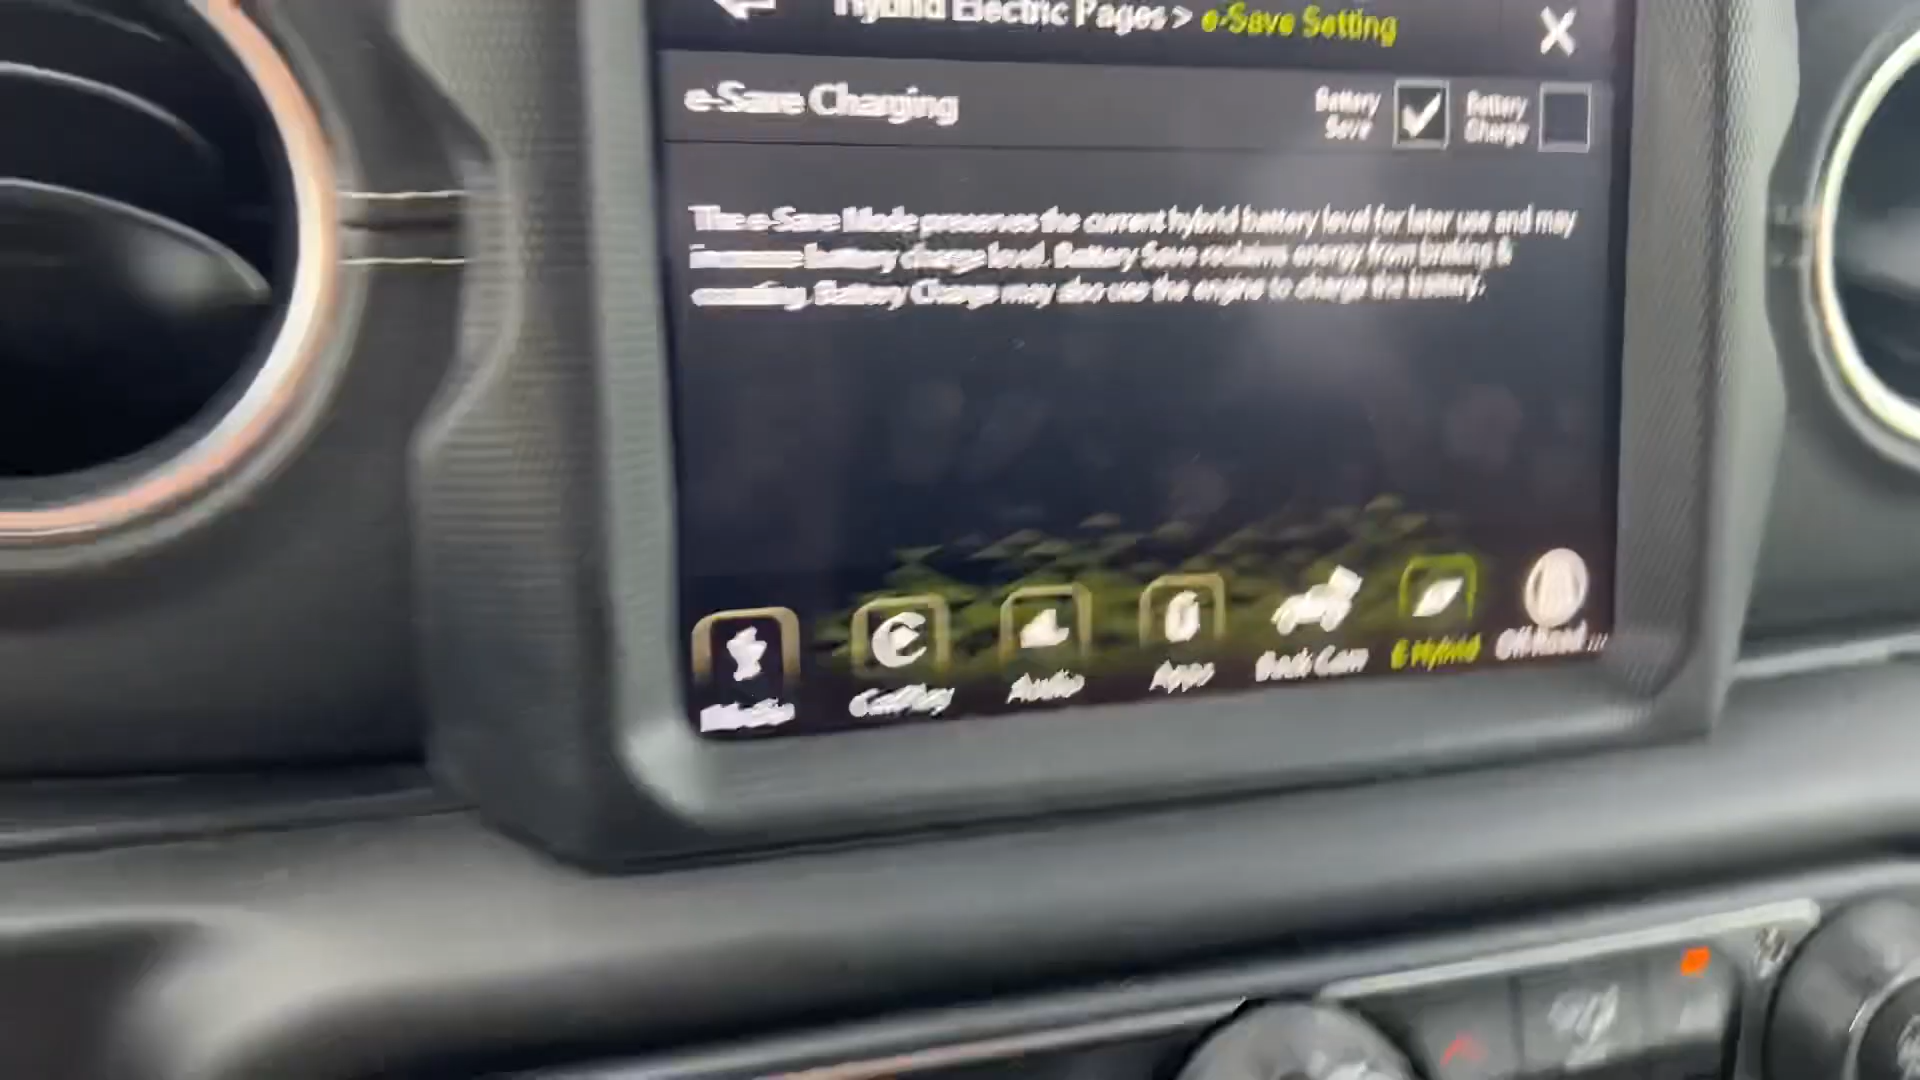 Hybrid Electric Pages > e-Save Setting
X
e-Save Charging
Battery Save
Battery Charge
The e-Save Mode preserves the current hybrid battery level for later use and may
increase battery charge level. Battery Save reclaims energy from braking &
coasting. Battery Charge may also use the engine to charge the battery.
Media
CarPlay
Audio
Apps
Back Cam
E-Hybrid
Off Road